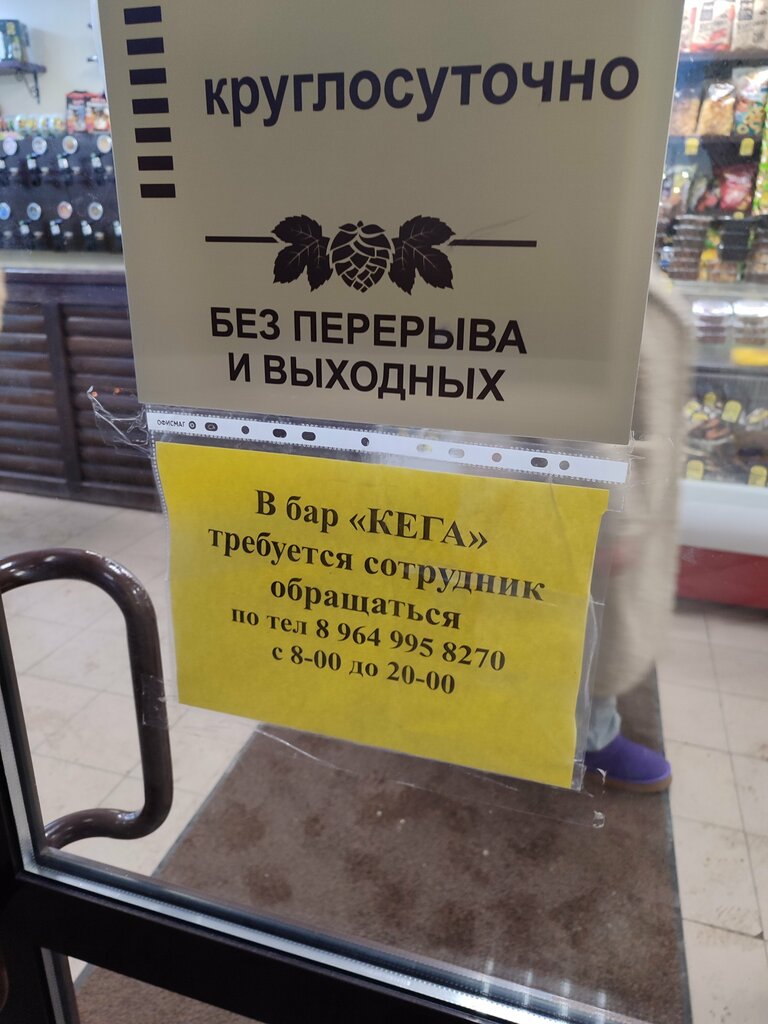 круглосуточно
БЕЗ ПЕРЕРЫВА
И ВЫХОДНЫХ
ОФИСМАГ
В бар «КЕГА»
требуется сотрудник
обращаться
по тел 8 964 995 8270
с 8-00 до 20-00